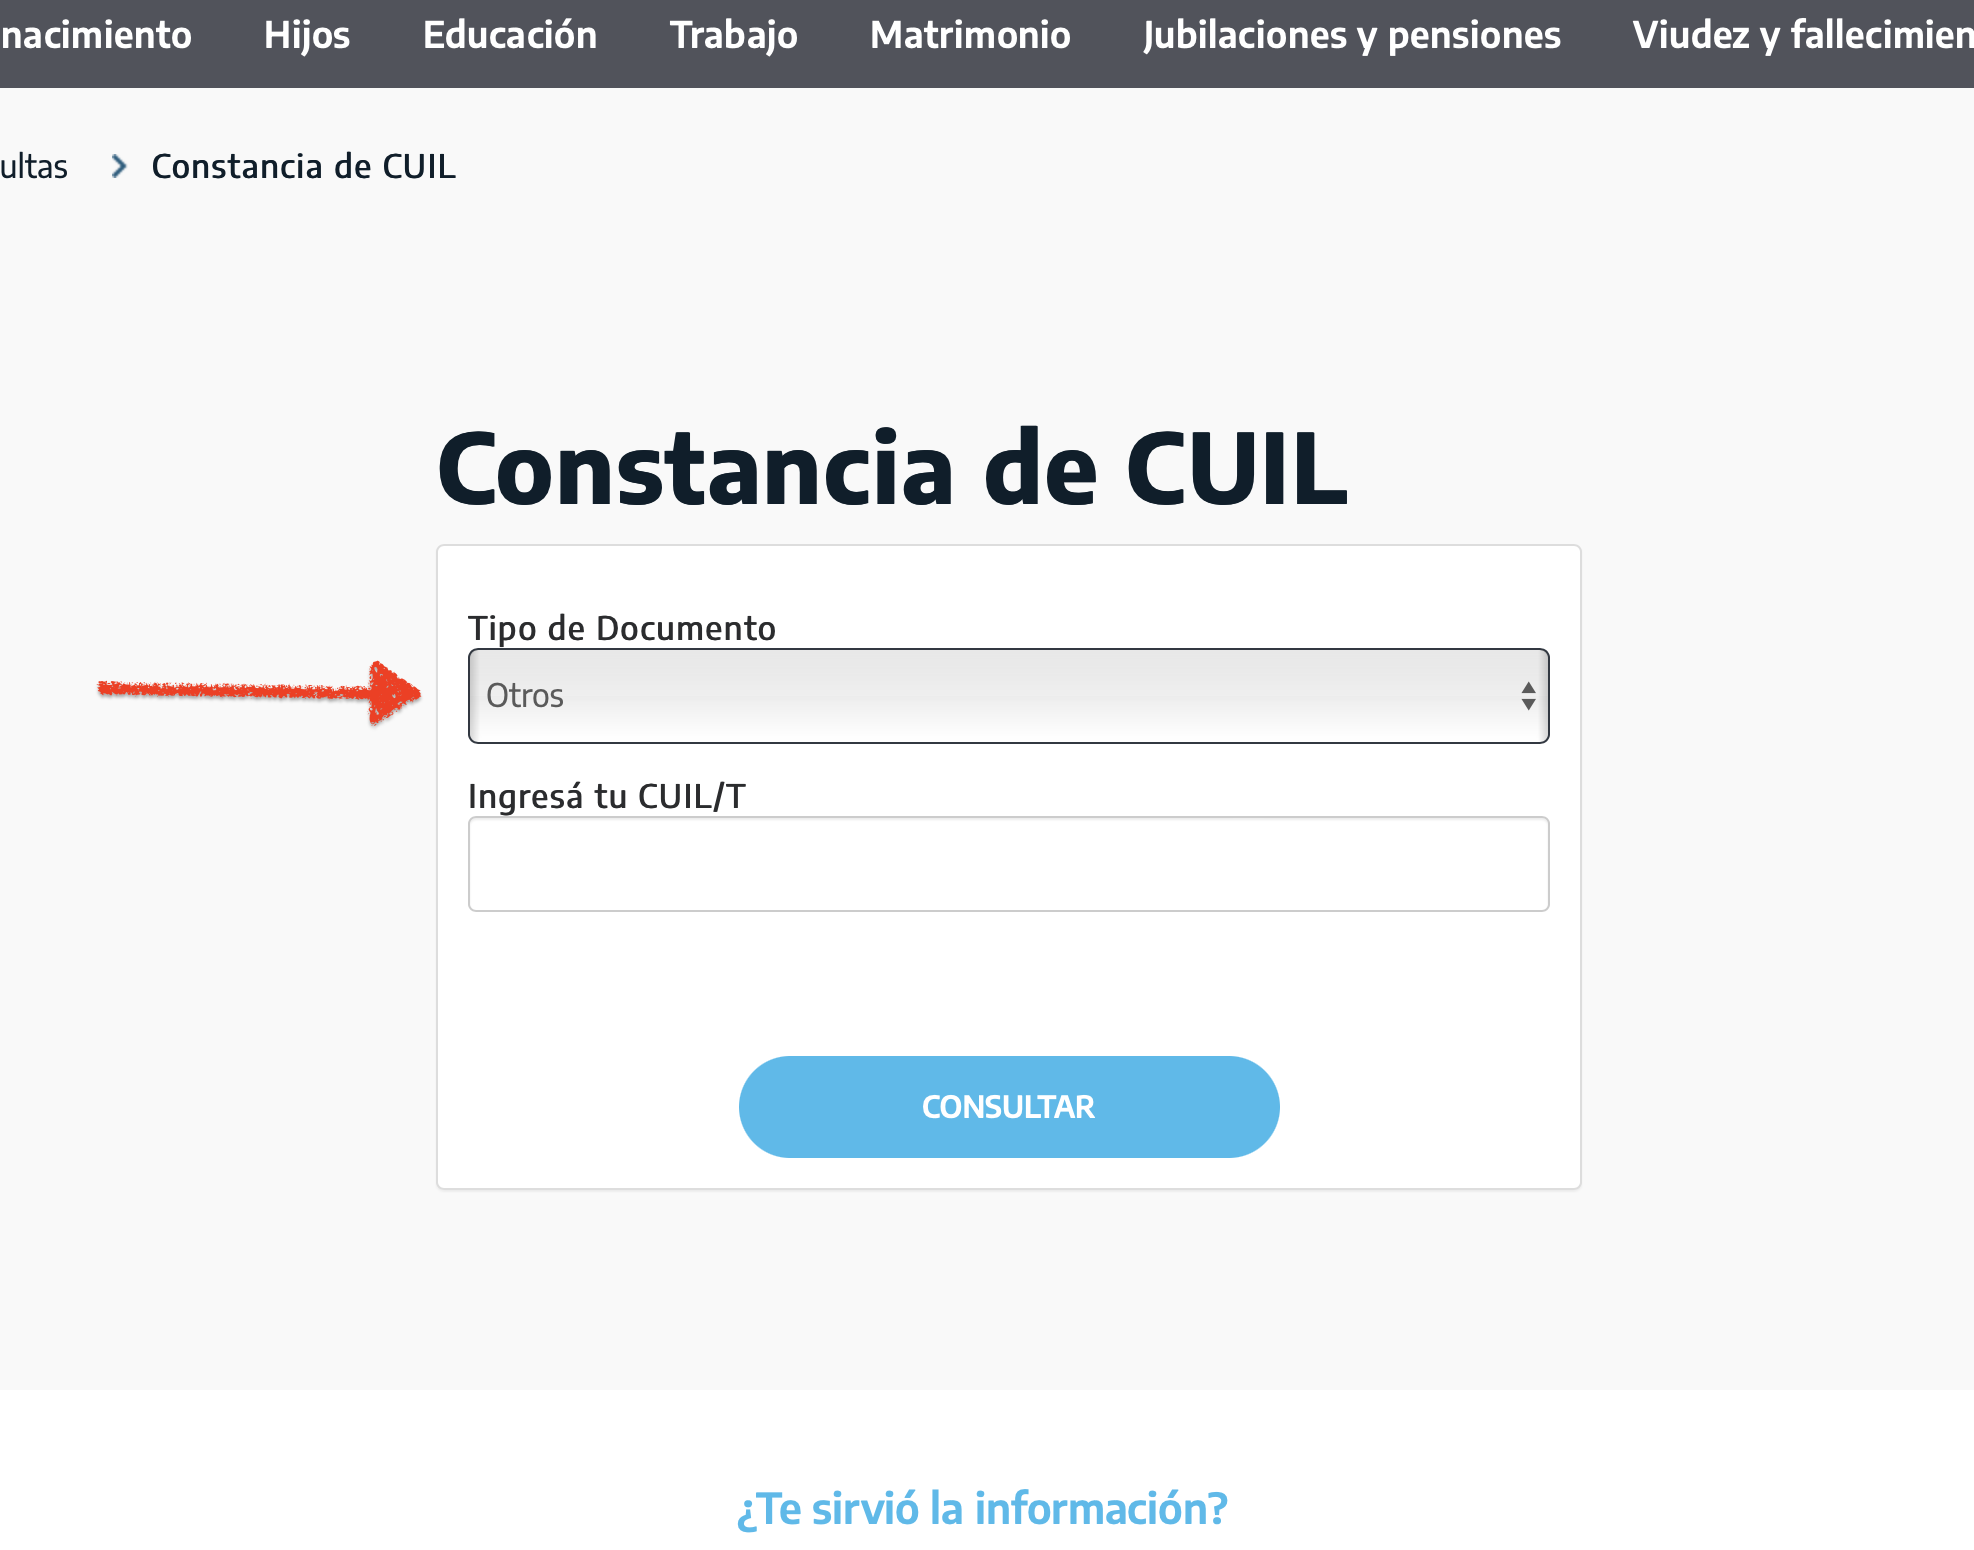 nacimiento Hijos Educación Trabajo Matrimonio Jubilaciones y pensiones Viudez y fallecimien
ultas > Constancia de CUIL
Constancia de CUIL
Tipo de Documento
Otros
Ingresá tu CUIL/T
CONSULTAR
¿Te sirvió la información?